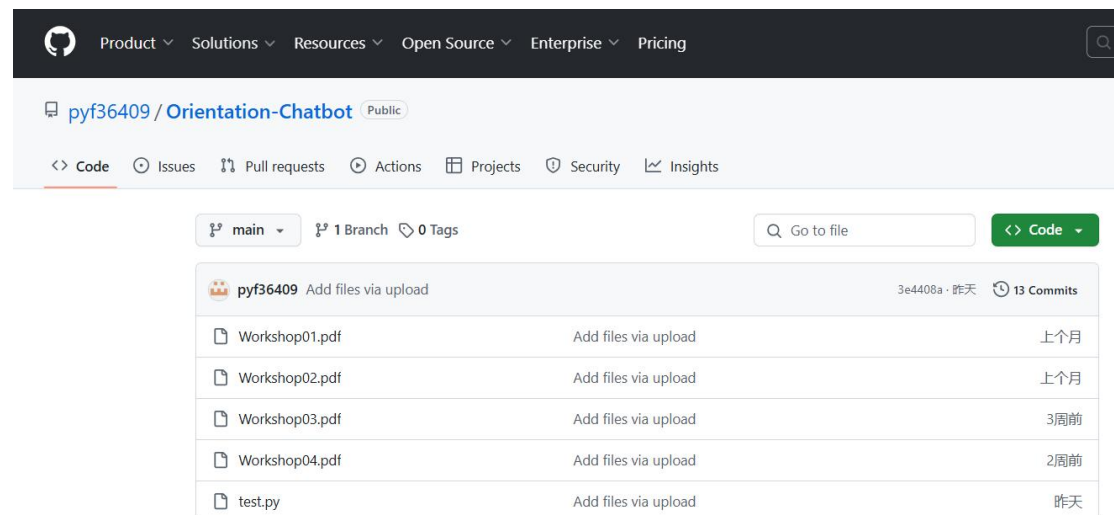 Product Solutions Resources Open Source Enterprise Pricing
pyf36409 / Orientation-Chatbot Public
<> Code Issues Pull requests Actions Projects Security Insights
main 1 Branch 0 Tags Go to file <> Code
pyf36409 Add files via upload 3e4408a · 昨天 13 Commits
Workshop01.pdf Add files via upload 上个月
Workshop02.pdf Add files via upload 上个月
Workshop03.pdf Add files via upload 3周前
Workshop04.pdf Add files via upload 2周前
test.py Add files via upload 昨天